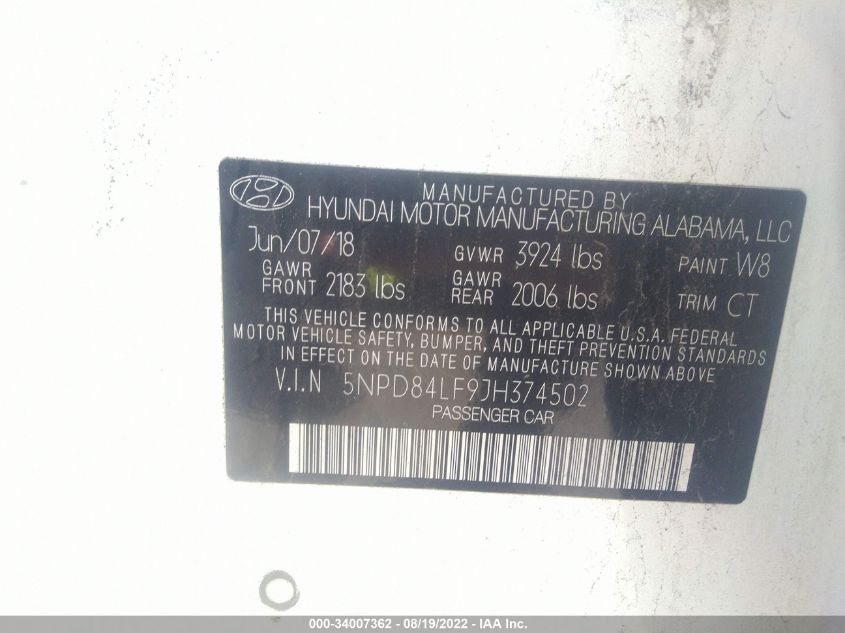 MANUFACTURED BY
HYUNDAI MOTOR MANUFACTURING ALABAMA, LLC
Jun/07/18 GVWR 3924 lbs PAINT W8
GAWR FRONT 2183 lbs GAWR REAR 2006 lbs TRIM CT
THIS VEHICLE CONFORMS TO ALL APPLICABLE U.S.A. FEDERAL
MOTOR VEHICLE SAFETY, BUMPER, AND THEFT PREVENTION STANDARDS
IN EFFECT ON THE DATE OF MANUFACTURE SHOWN ABOVE
V.I.N 5NPD84LF9JH374502
PASSENGER CAR
000-34007362 - 08/19/2022 - IAA Inc.